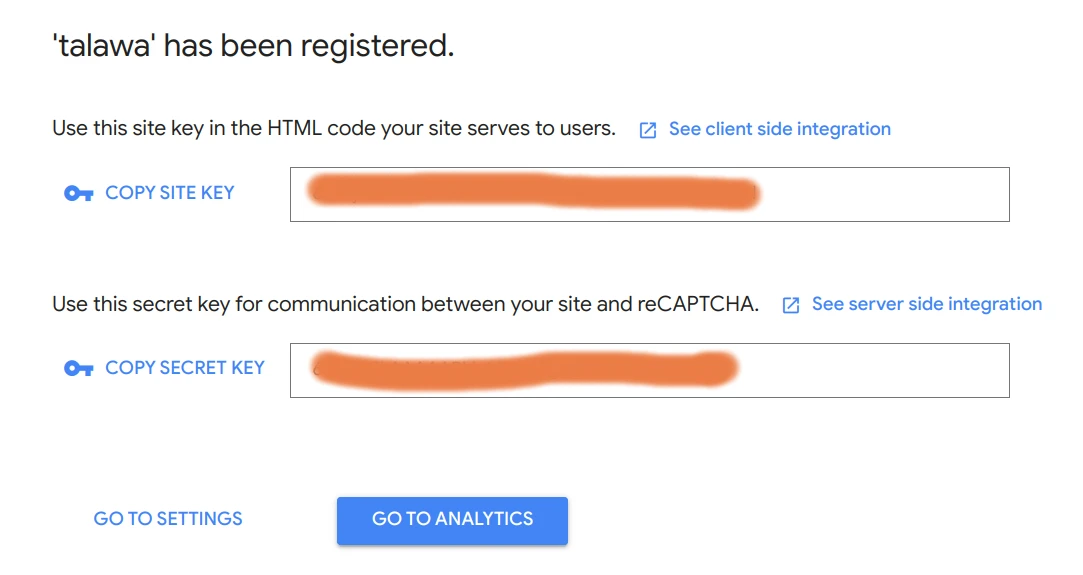 'talawa' has been registered.
Use this site key in the HTML code your site serves to users. See client side integration
COPY SITE KEY
Use this secret key for communication between your site and reCAPTCHA. See server side integration
COPY SECRET KEY
GO TO SETTINGS GO TO ANALYTICS